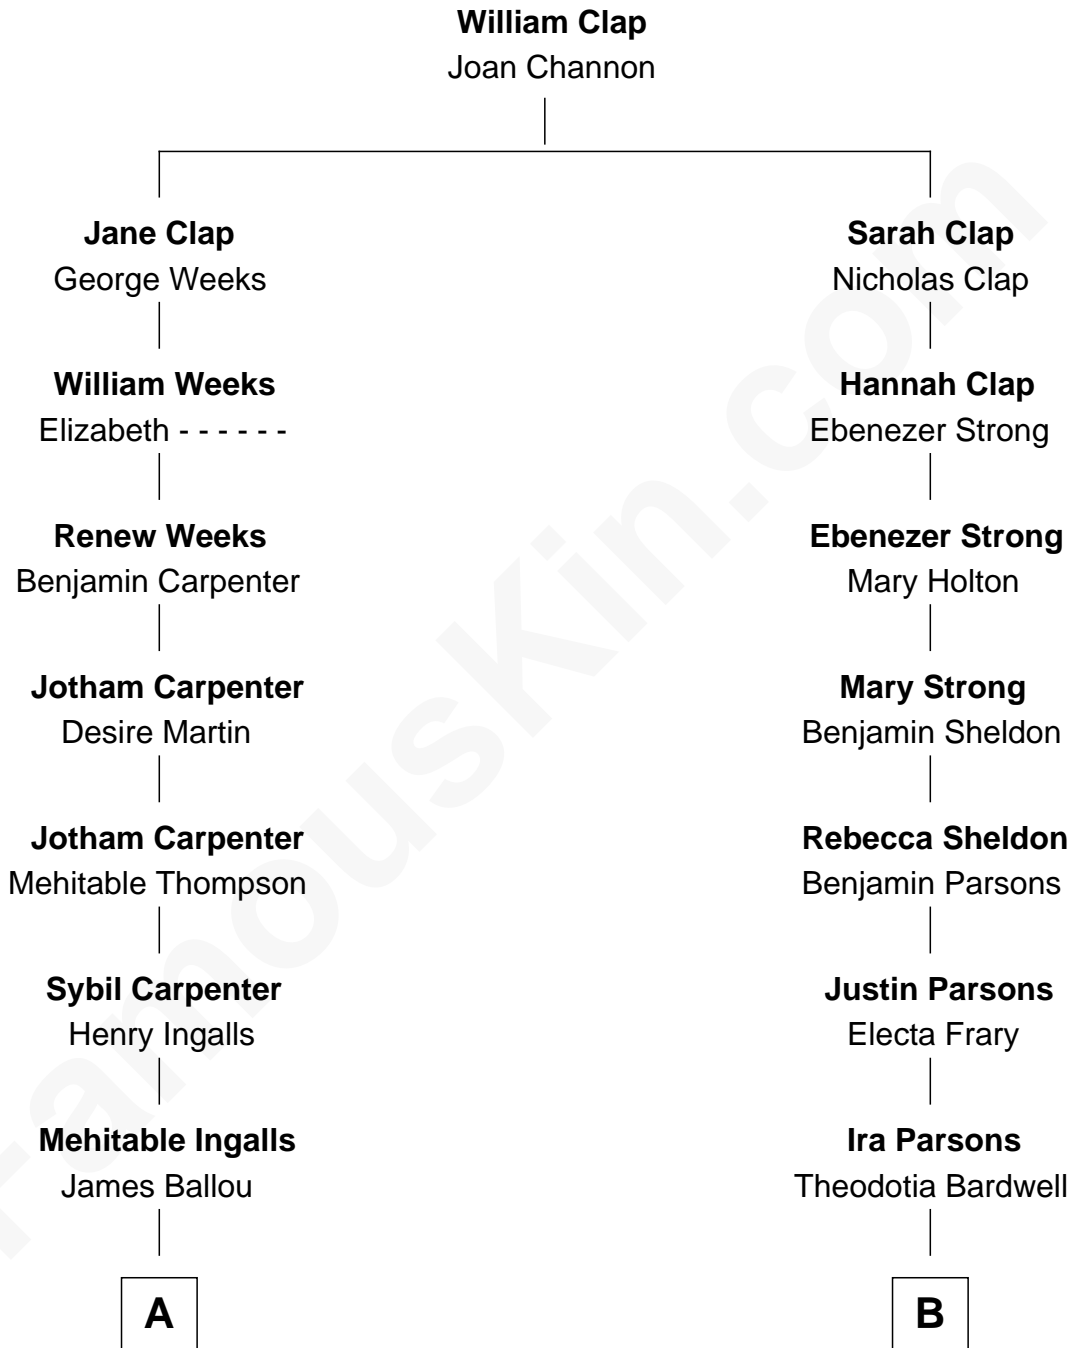 William Clap
Joan Channon
Jane Clap
George Weeks
Sarah Clap
Nicholas Clap
William Weeks
Elizabeth - - - - - -
Hannah Clap
Ebenezer Strong
Renew Weeks
Benjamin Carpenter
Ebenezer Strong
Mary Holton
Jotham Carpenter
Desire Martin
Mary Strong
Benjamin Sheldon
Jotham Carpenter
Mehitable Thompson
Rebecca Sheldon
Benjamin Parsons
Sybil Carpenter
Henry Ingalls
Justin Parsons
Electa Frary
Mehitable Ingalls
James Ballou
Ira Parsons
Theodotia Bardwell
A
B
FamousKin.com